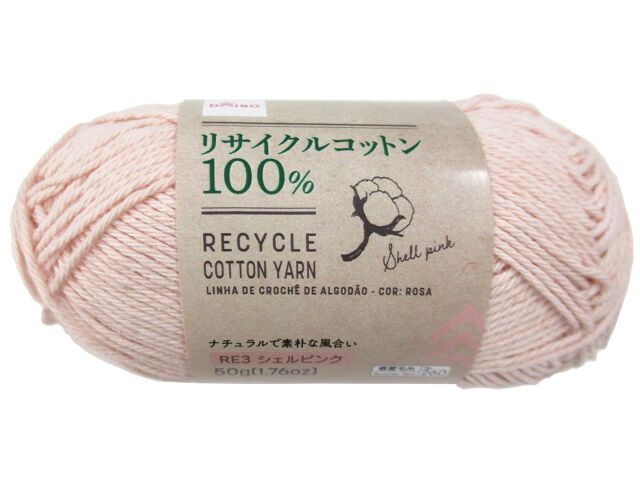 DAISO
リサイクルコットン
100%
RECYCLE
COTTON YARN
Shell pink
LINHA DE CROCHÊ DE ALGODÃO - COR: ROSA
ナチュラルで素朴な風合い
RE3 シェルピンク
50g(1.76oz)